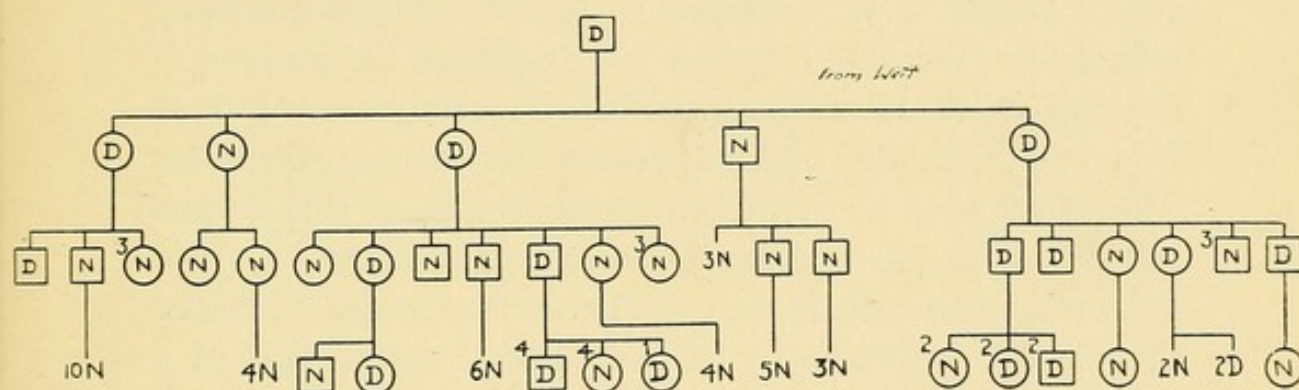 D
from West
D N D N D
D N 3 N N N N D N N D N 3 N 3N N N D D N D 3 N D
10N 4N N D 6N 4 D 4 N 1 D 4N 5N 3N 2 N 2 D 2 D N 2N 2D N